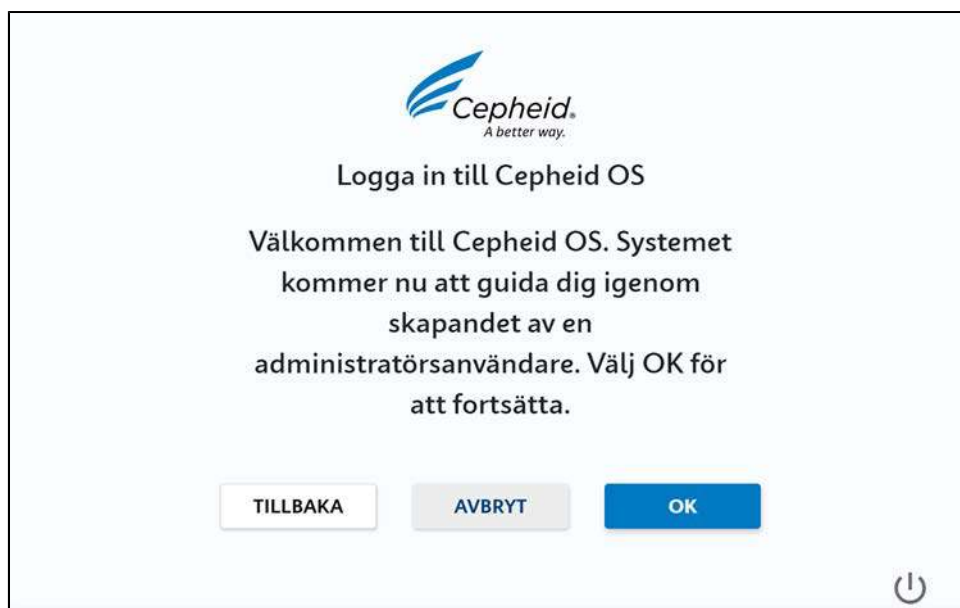 Cepheid®
A better way.
Logga in till Cepheid OS
Välkommen till Cepheid OS. Systemet
kommer nu att guida dig igenom
skapandet av en
administratörsanvändare. Välj OK för
att fortsätta.
TILLBAKA AVBRYT OK